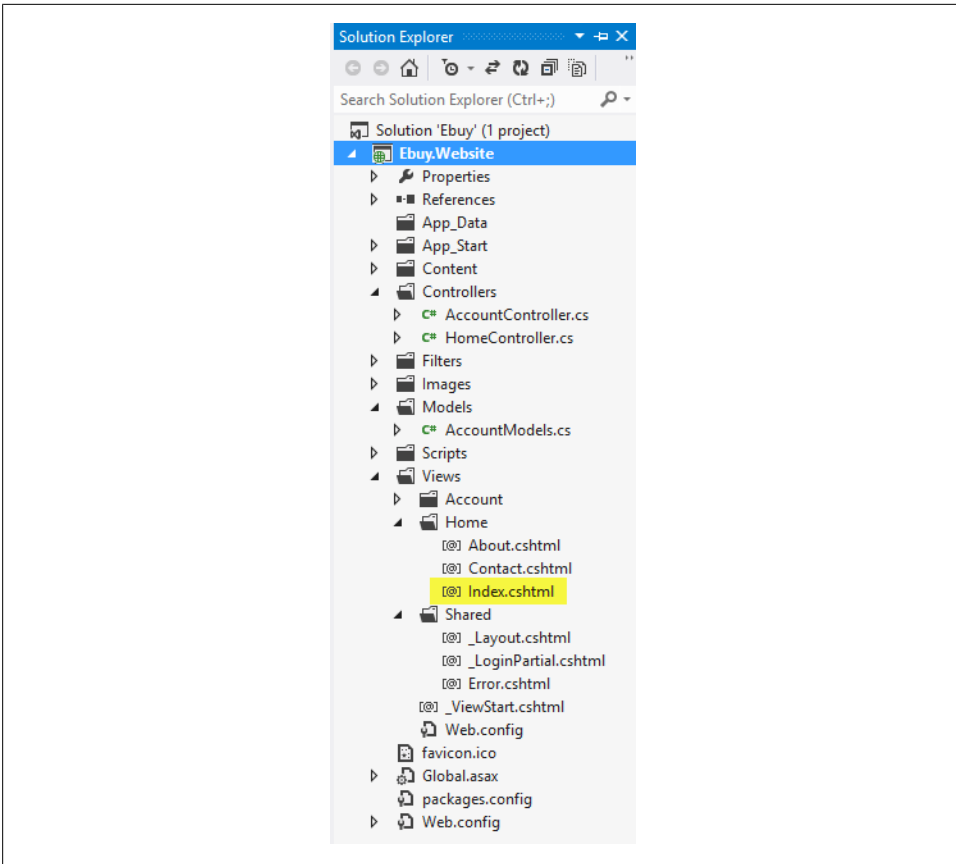 Solution Explorer
Search Solution Explorer (Ctrl+;)
Solution 'Ebuy' (1 project)
Ebuy.Website
Properties
References
App_Data
App_Start
Content
Controllers
C# AccountController.cs
C# HomeController.cs
Filters
Images
Models
C# AccountModels.cs
Scripts
Views
Account
Home
[@] About.cshtml
[@] Contact.cshtml
[@] Index.cshtml
Shared
[@] _Layout.cshtml
[@] _LoginPartial.cshtml
[@] Error.cshtml
[@] _ViewStart.cshtml
Web.config
favicon.ico
Global.asax
packages.config
Web.config